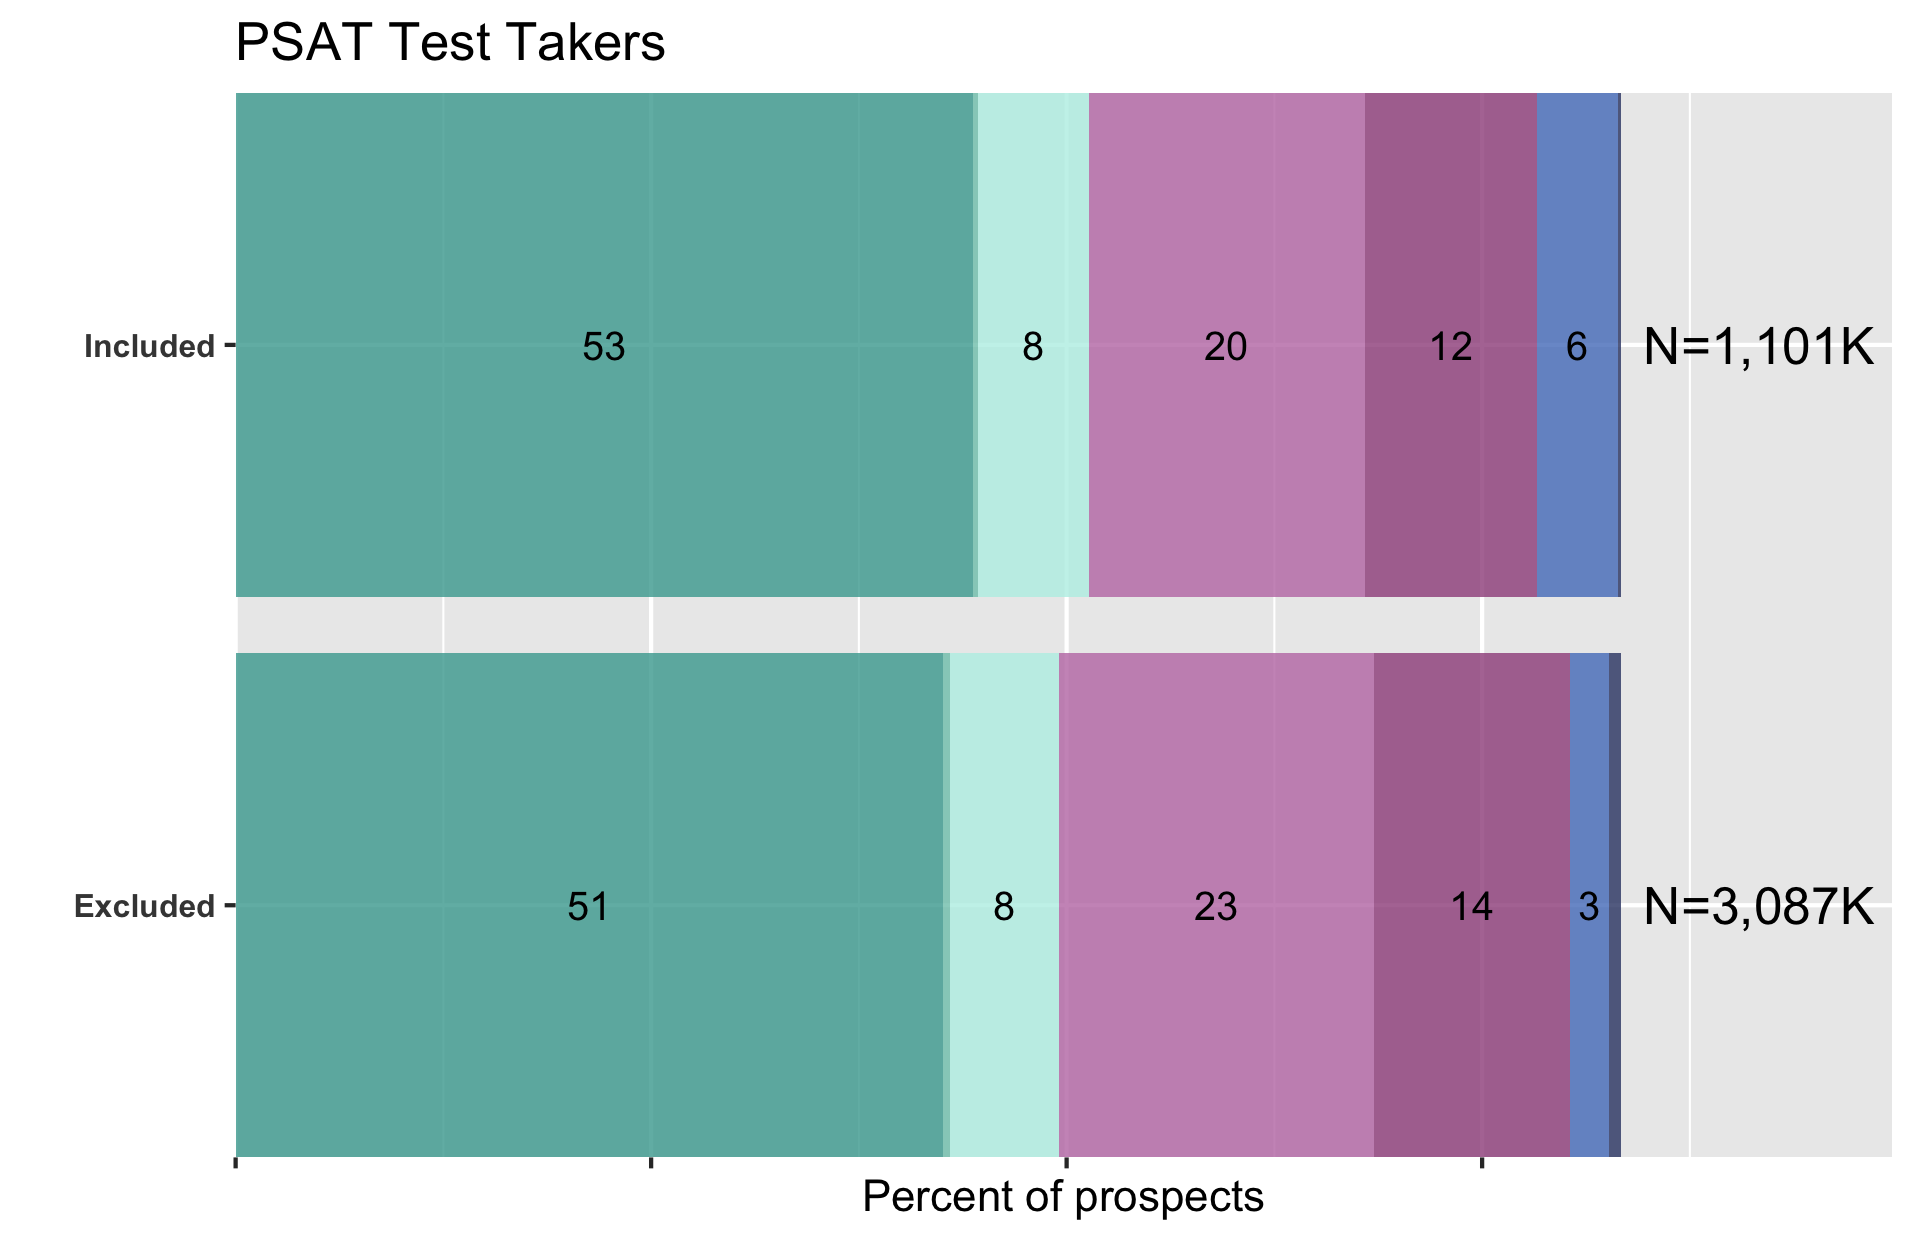 PSAT Test Takers
Included 53 8 20 12 6 N=1,101K
Excluded 51 8 23 14 3 N=3,087K
Percent of prospects